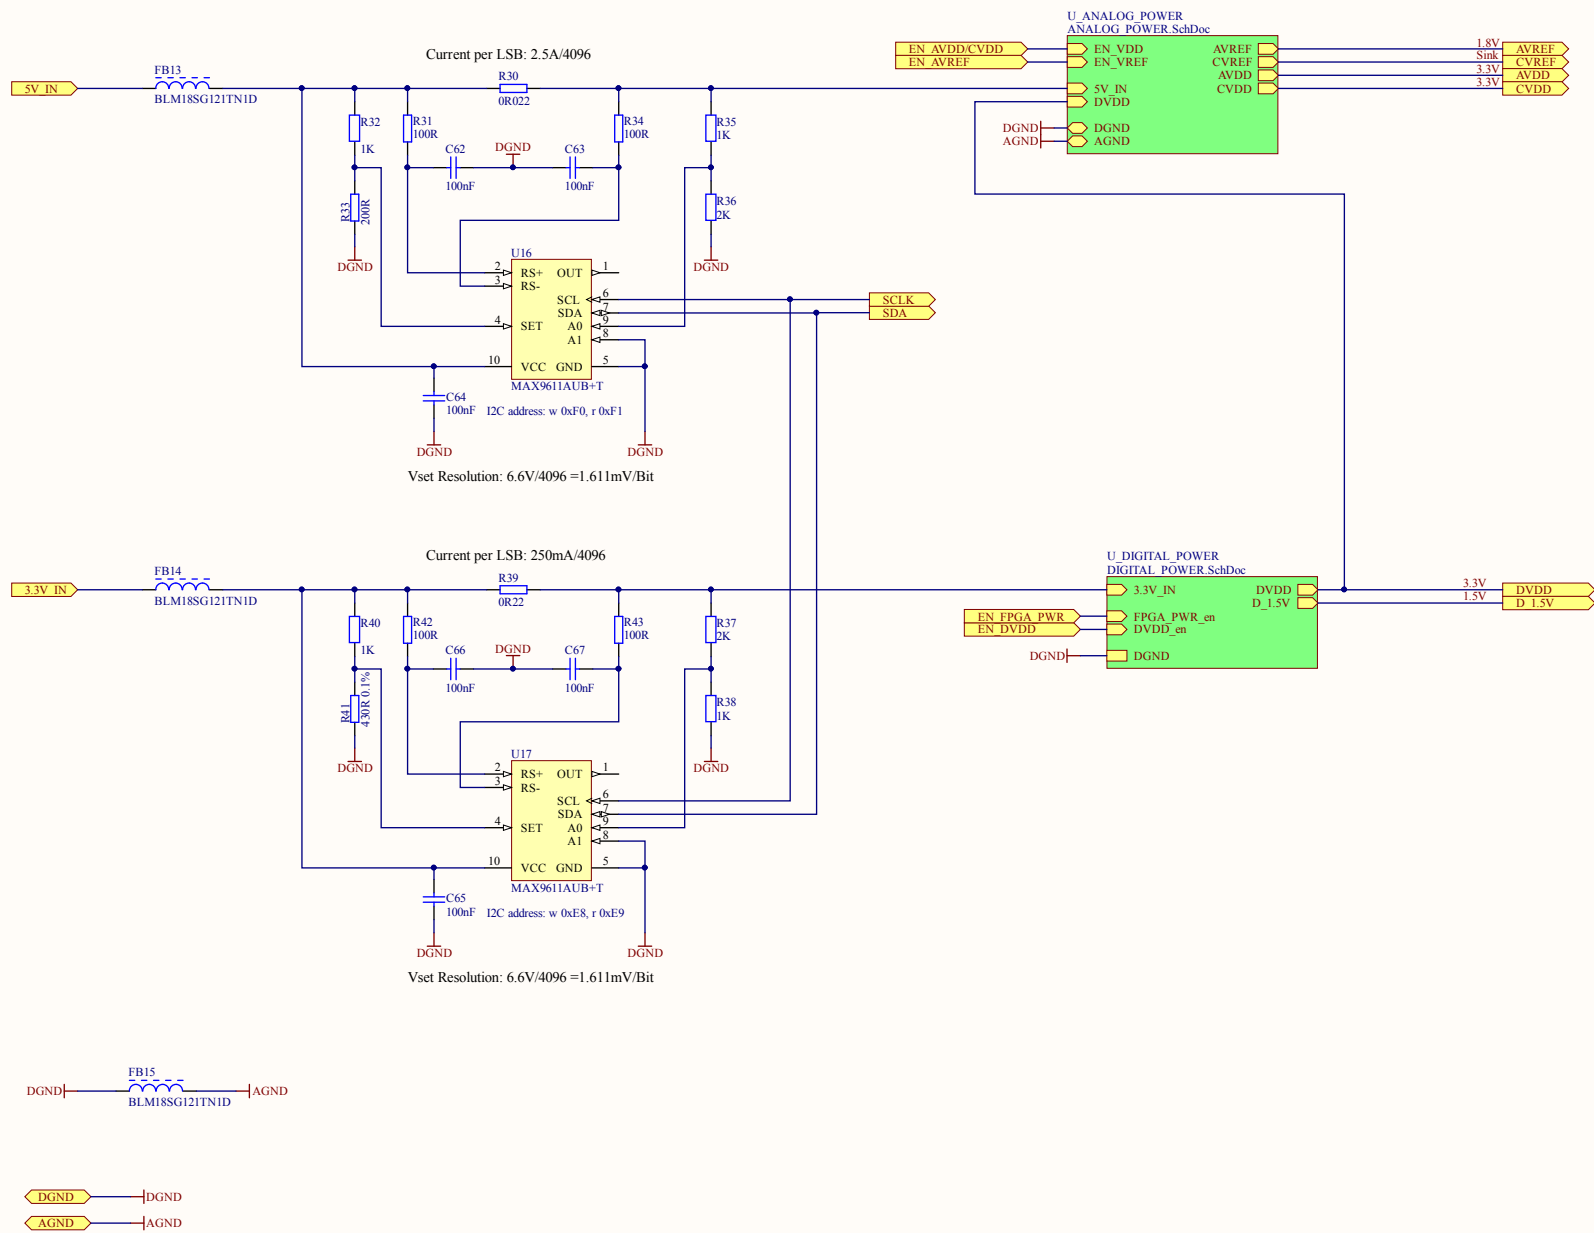 U_ANALOG_POWER
ANALOG_POWER.SchDoc
EN_AVDD/CVDD
EN_AVREF
EN_VDD
EN_VREF
5V_IN
DVDD
DGND
AGND
AVREF
CVREF
AVDD
CVDD
DGND
AGND
1.8V
Sink
3.3V
3.3V
AVREF
CVREF
AVDD
CVDD
Current per LSB: 2.5A/4096
5V_IN
FB13
BLM18SG121TN1D
R30
0R022
R32
1K
R31
100R
R34
100R
R35
1K
C62
100nF
DGND
C63
100nF
R33
200R
DGND
R36
2K
DGND
U16
2 RS+ OUT 1
3 RS-
SCL 6
SDA 7
4 SET A0 9
A1 8
10 VCC GND 5
MAX9611AUB+T
SCLK
SDA
C64
100nF
I2C address: w 0xF0, r 0xF1
DGND
DGND
Vset Resolution: 6.6V/4096 =1.611mV/Bit
Current per LSB: 250mA/4096
3.3V_IN
FB14
BLM18SG121TN1D
R39
0R22
R40
1K
R42
100R
R43
100R
R37
2K
C66
100nF
DGND
C67
100nF
R41
430R 0.1%
DGND
R38
1K
DGND
U17
2 RS+ OUT 1
3 RS-
SCL 6
SDA 7
4 SET A0 9
A1 8
10 VCC GND 5
MAX9611AUB+T
C65
100nF
I2C address: w 0xE8, r 0xE9
DGND
DGND
Vset Resolution: 6.6V/4096 =1.611mV/Bit
U_DIGITAL_POWER
DIGITAL_POWER.SchDoc
EN_FPGA_PWR
EN_DVDD
DGND
3.3V_IN
FPGA_PWR_en
DVDD_en
DGND
DVDD
D_1.5V
3.3V
1.5V
DVDD
D_1.5V
DGND
FB15
BLM18SG121TN1D
AGND
DGND
DGND
AGND
AGND